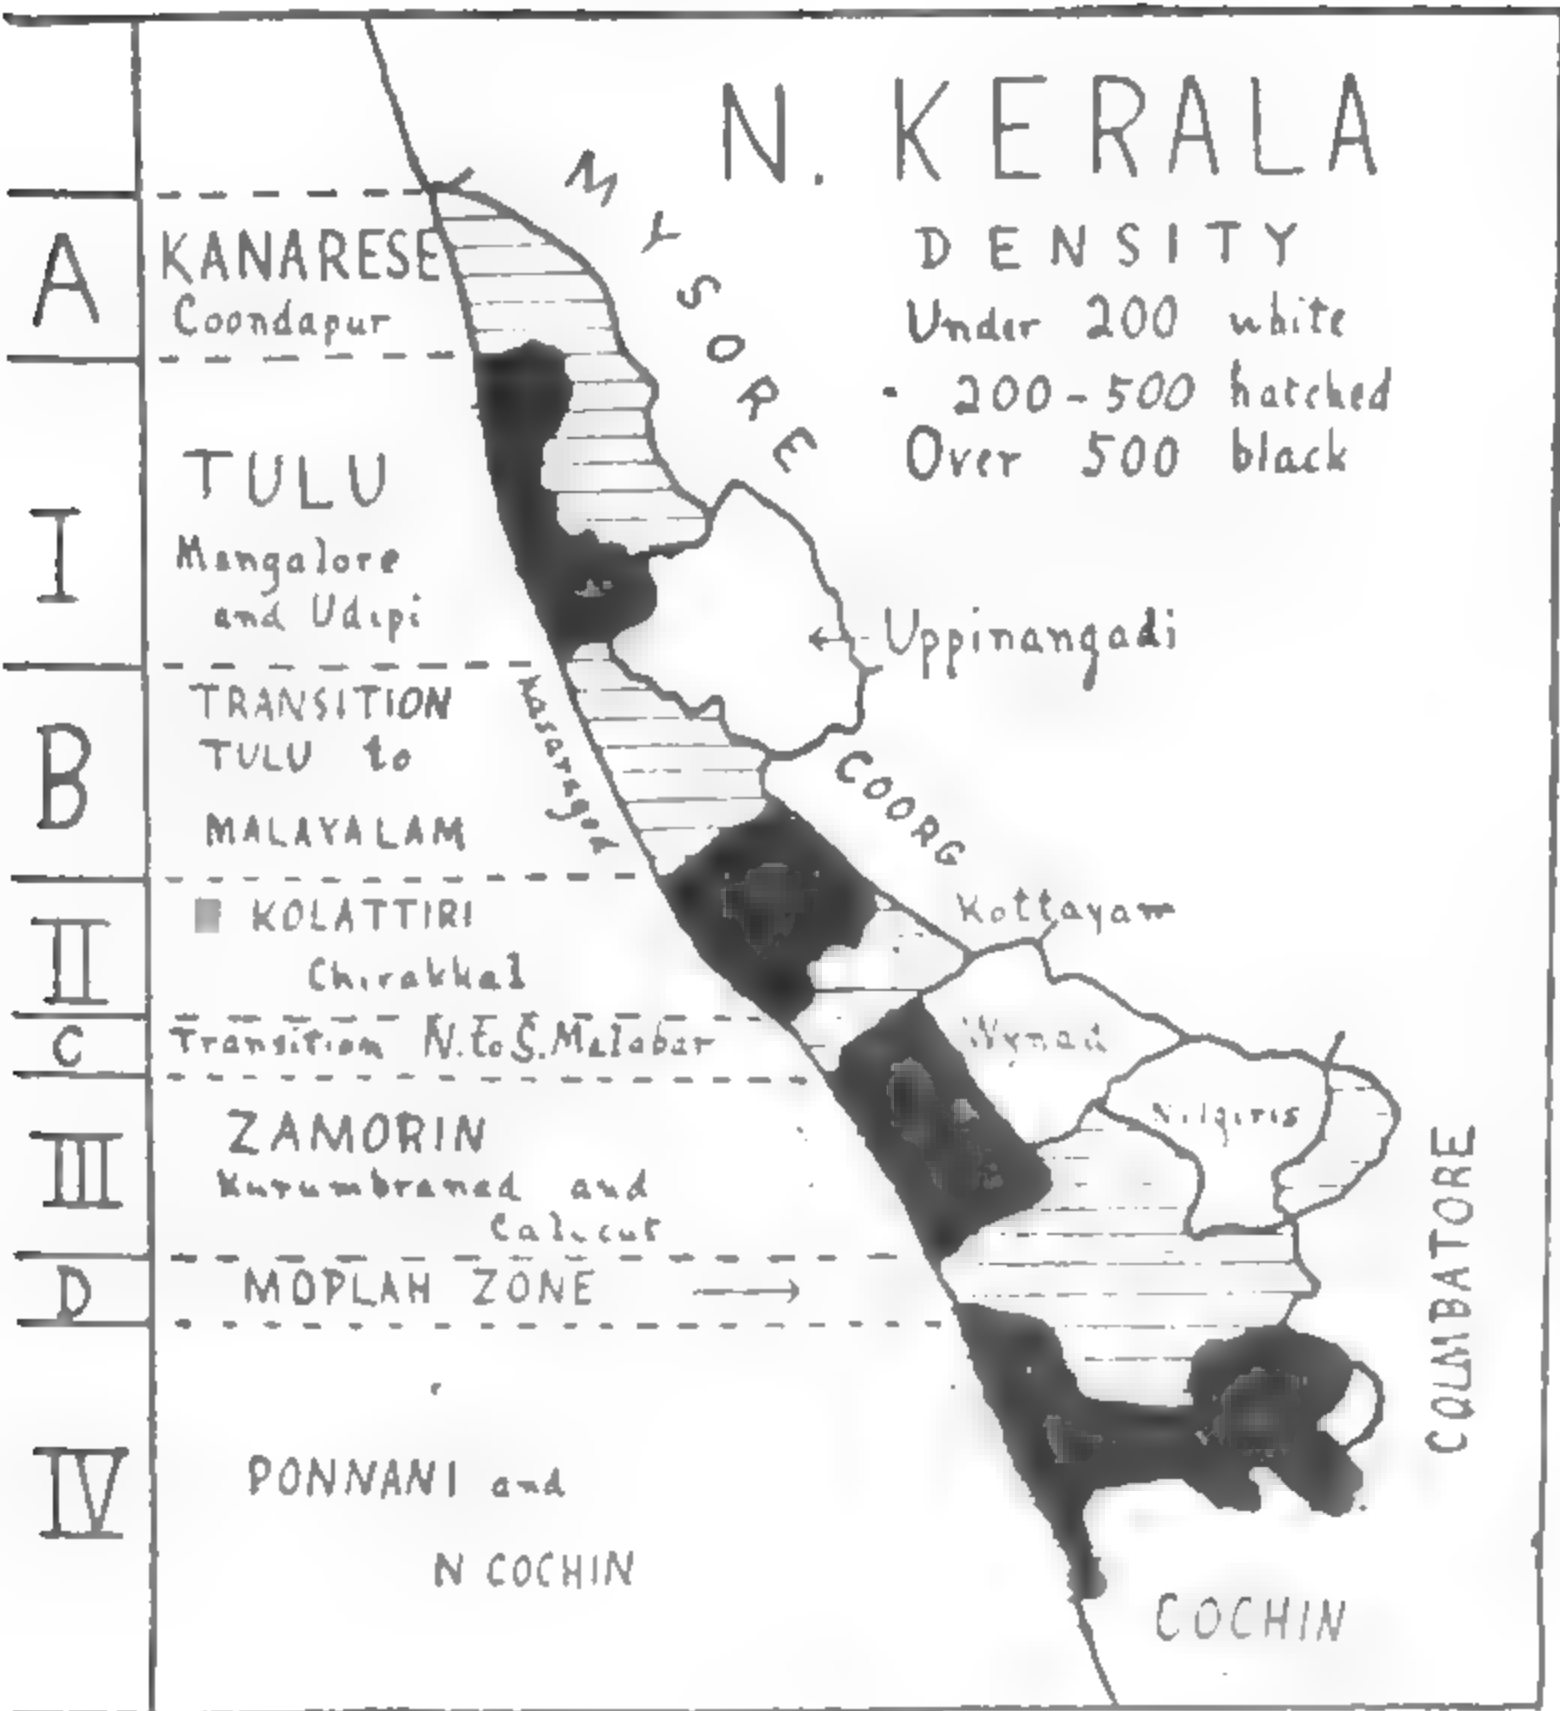 N. KERALA
DENSITY
Under 200 white
200-500 hatched
Over 500 black
MYSORE
A
KANARESE
Coondapur
I
TULU
Mangalore
and Udipi
Uppinangadi
B
TRANSITION
TULU to
MALAYALAM
Kasaragod
COORG
II
KOLATTIRI
Chirakkal
Kottayam
C
Transition N. to S. Malabar
Wynad
III
ZAMORIN
Kurumbranad and
Calicut
Nilgiris
D
MOPLAH ZONE
COIMBATORE
IV
PONNANI and
N COCHIN
COCHIN